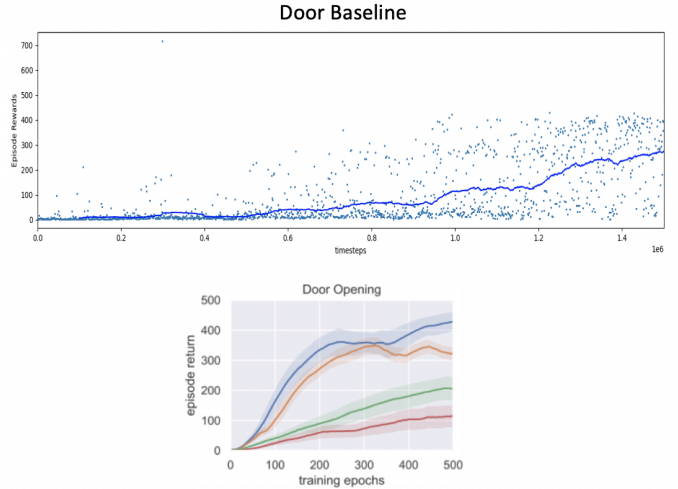 Door Baseline
700
600
500
400
300
200
100
0
Episode Rewards
0.0 0.2 0.4 0.6 0.8 1.0 1.2 1.4
1e6
timesteps
Door Opening
500
400
300
200
100
0
episode return
0 100 200 300 400 500
training epochs